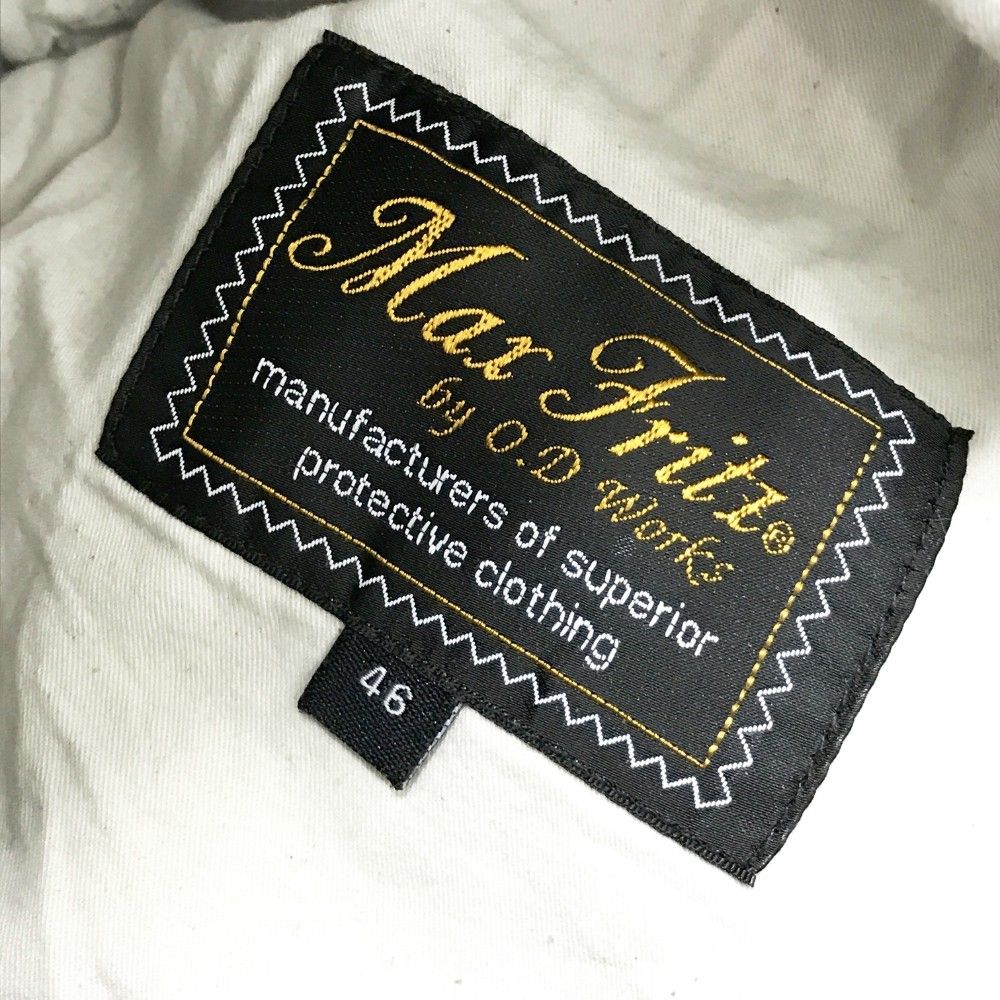 Max Fritz®
by O.D Works
manufacturers of superior
protective clothing
46